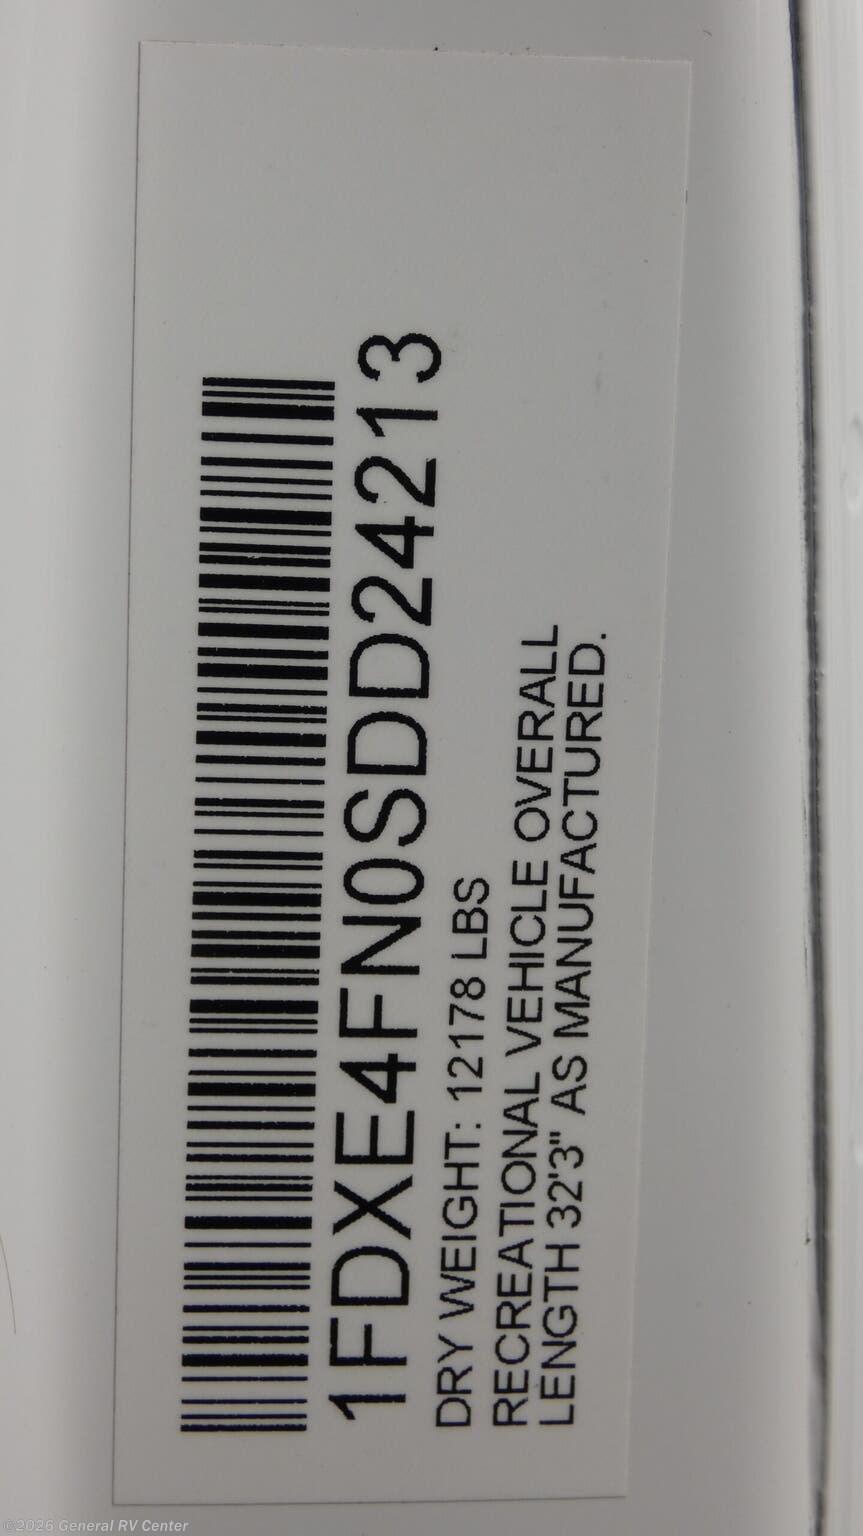 1FDXE4FN0SDD24213
DRY WEIGHT: 12178 LBS
RECREATIONAL VEHICLE OVERALL
LENGTH 32'3" AS MANUFACTURED.
©2026 General RV Center